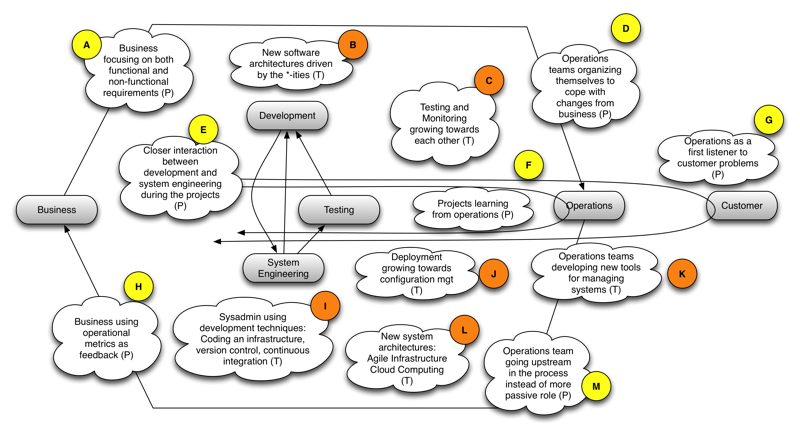 A
Business
focusing on both
functional and
non-functional
requirements (P)
B
New software
architectures driven
by the *-ities (T)
C
Testing and
Monitoring
growing towards
each other (T)
D
Operations
teams organizing
themselves to
cope with
changes from
business (P)
E
Closer interaction
between
development and
system engineering
during the projects
(P)
Development
F
G
Operations as a
first listener to
customer problems
(P)
Business
Testing
Projects learning
from operations (P)
Operations
Customer
System
Engineering
H
Business using
operational
metrics as
feedback (P)
I
Sysadmin using
development techniques:
Coding an infrastructure,
version control, continuous
integration (T)
Deployment
growing towards
configuration mgt
(T)
J
Operations teams
developing new tools
for managing
systems (T)
K
L
New system
architectures:
Agile Infrastructure
Cloud Computing
(T)
Operations team
going upstream
in the process
instead of more
passive role (P)
M